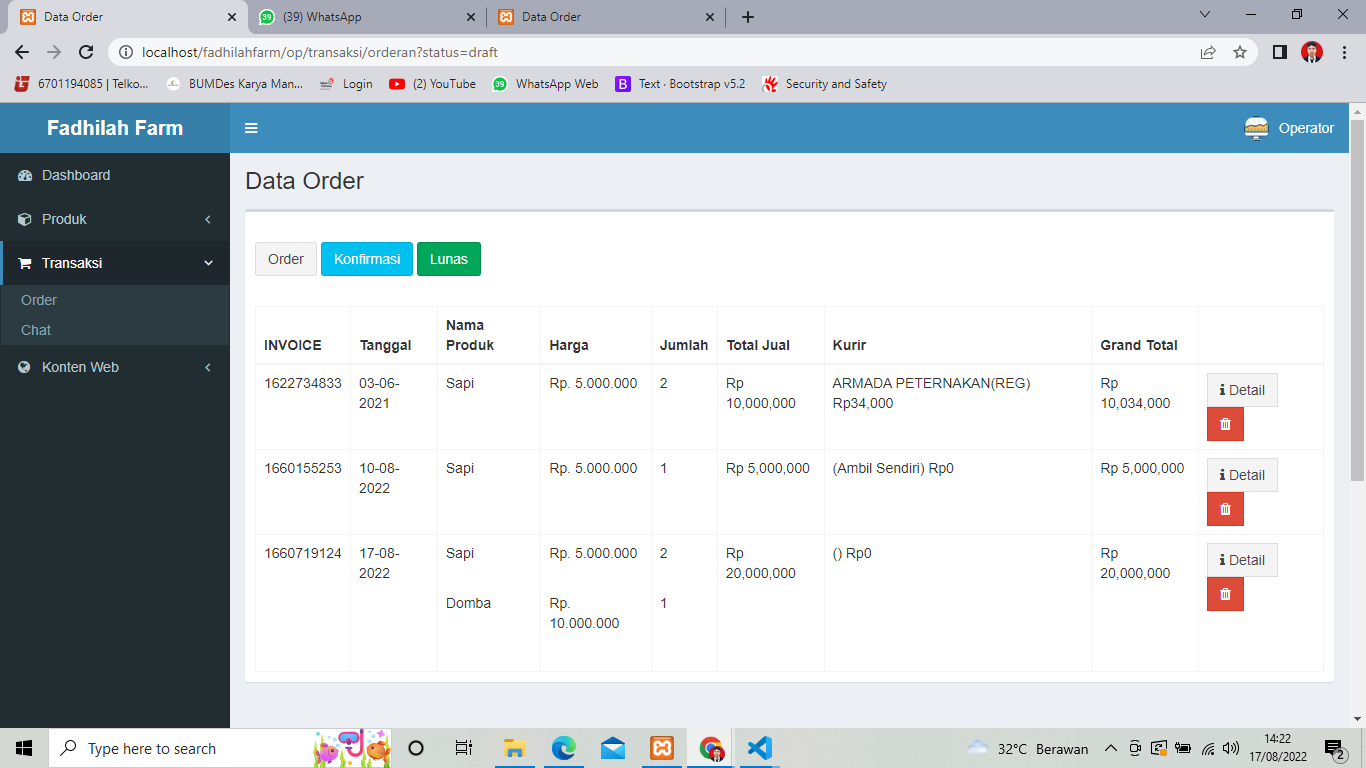 Data Order
(39) WhatsApp
Data Order
localhost/fadhilahfarm/op/transaksi/orderan?status=draft
6701194085 | Telko...
BUMDes Karya Man...
Login
(2) YouTube
39
WhatsApp Web
B
Text · Bootstrap v5.2
Security and Safety
Fadhilah Farm
Operator
Dashboard
Produk
Transaksi
Order
Chat
Konten Web
Data Order
Order
Konfirmasi
Lunas
INVOICE Tanggal Nama Produk Harga Jumlah Total Jual Kurir Grand Total
1622734833 03-06-2021 Sapi Rp. 5.000.000 2 Rp 10,000,000 ARMADA PETERNAKAN(REG) Rp34,000 Rp 10,034,000 Detail
1660155253 10-08-2022 Sapi Rp. 5.000.000 1 Rp 5,000,000 (Ambil Sendiri) Rp0 Rp 5,000,000 Detail
1660719124 17-08-2022 Sapi Rp. 5.000.000 2 Rp 20,000,000 () Rp0 Rp 20,000,000 Detail
Domba Rp. 10.000.000 1
Type here to search
32°C Berawan
14:22
17/08/2022
2